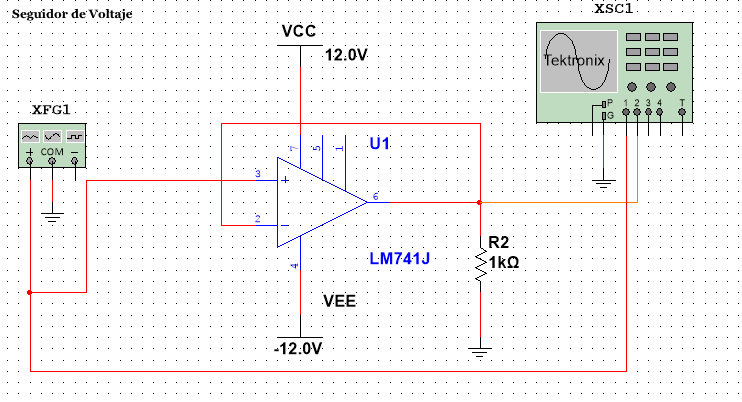 Seguidor de Voltaje
XSC1
VCC
12.0V
Tektronix
P
G
1 2 3 4 T
XFG1
+ COM −
U1
7
5
1
3
+
2
−
6
4
LM741J
R2
1kΩ
VEE
-12.0V